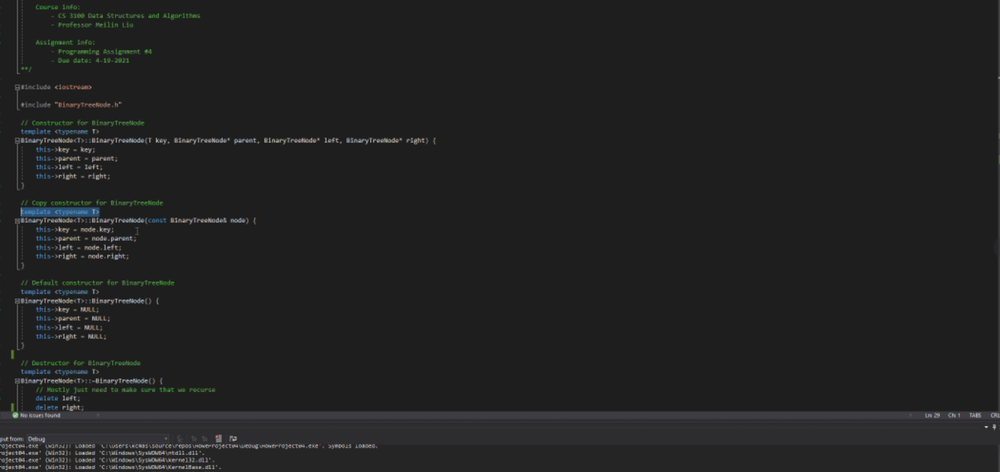 Course info:
- CS 3100 Data Structures and Algorithms
- Professor Meilin Liu
Assignment info:
- Programming Assignment #4
- Due date: 4-19-2021
**/
#include <iostream>
#include "BinaryTreeNode.h"
// Constructor for BinaryTreeNode
template <typename T>
BinaryTreeNode<T>::BinaryTreeNode(T key, BinaryTreeNode* parent, BinaryTreeNode* left, BinaryTreeNode* right) {
this->key = key;
this->parent = parent;
this->left = left;
this->right = right;
}
// Copy constructor for BinaryTreeNode
template <typename T>
BinaryTreeNode<T>::BinaryTreeNode(const BinaryTreeNode& node) {
this->key = node.key;
this->parent = node.parent;
this->left = node.left;
this->right = node.right;
}
// Default constructor for BinaryTreeNode
template <typename T>
BinaryTreeNode<T>::BinaryTreeNode() {
this->key = NULL;
this->parent = NULL;
this->left = NULL;
this->right = NULL;
}
// Destructor for BinaryTreeNode
template <typename T>
BinaryTreeNode<T>::~BinaryTreeNode() {
// Mostly just need to make sure that we recurse
delete left;
delete right;
No issues found Ln: 29 Ch: 1 TABS CRL
put from: Debug
roject04.exe' (Win32): Loaded 'C:\Users\kcmas\source\repos\HoweProject04\Debug\HoweProject04.exe'. Symbols loaded.
roject04.exe' (Win32): Loaded 'C:\Windows\SysWOW64\ntdll.dll'.
roject04.exe' (Win32): Loaded 'C:\Windows\SysWOW64\kernel32.dll'.
roject04.exe' (Win32): Loaded 'C:\Windows\SysWOW64\KernelBase.dll'.